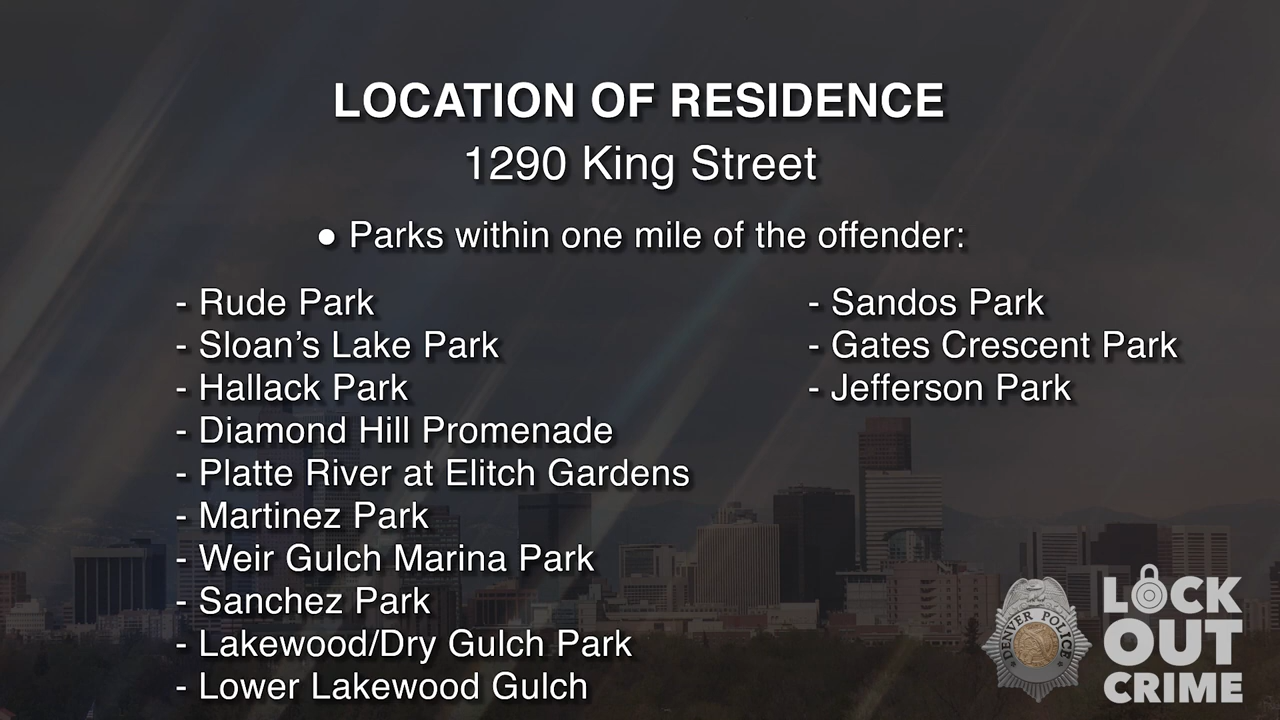 LOCATION OF RESIDENCE
1290 King Street
● Parks within one mile of the offender:
- Rude Park
- Sloan’s Lake Park
- Hallack Park
- Diamond Hill Promenade
- Platte River at Elitch Gardens
- Martinez Park
- Weir Gulch Marina Park
- Sanchez Park
- Lakewood/Dry Gulch Park
- Lower Lakewood Gulch
- Sandos Park
- Gates Crescent Park
- Jefferson Park
DENVER POLICE
LOCK
OUT
CRIME